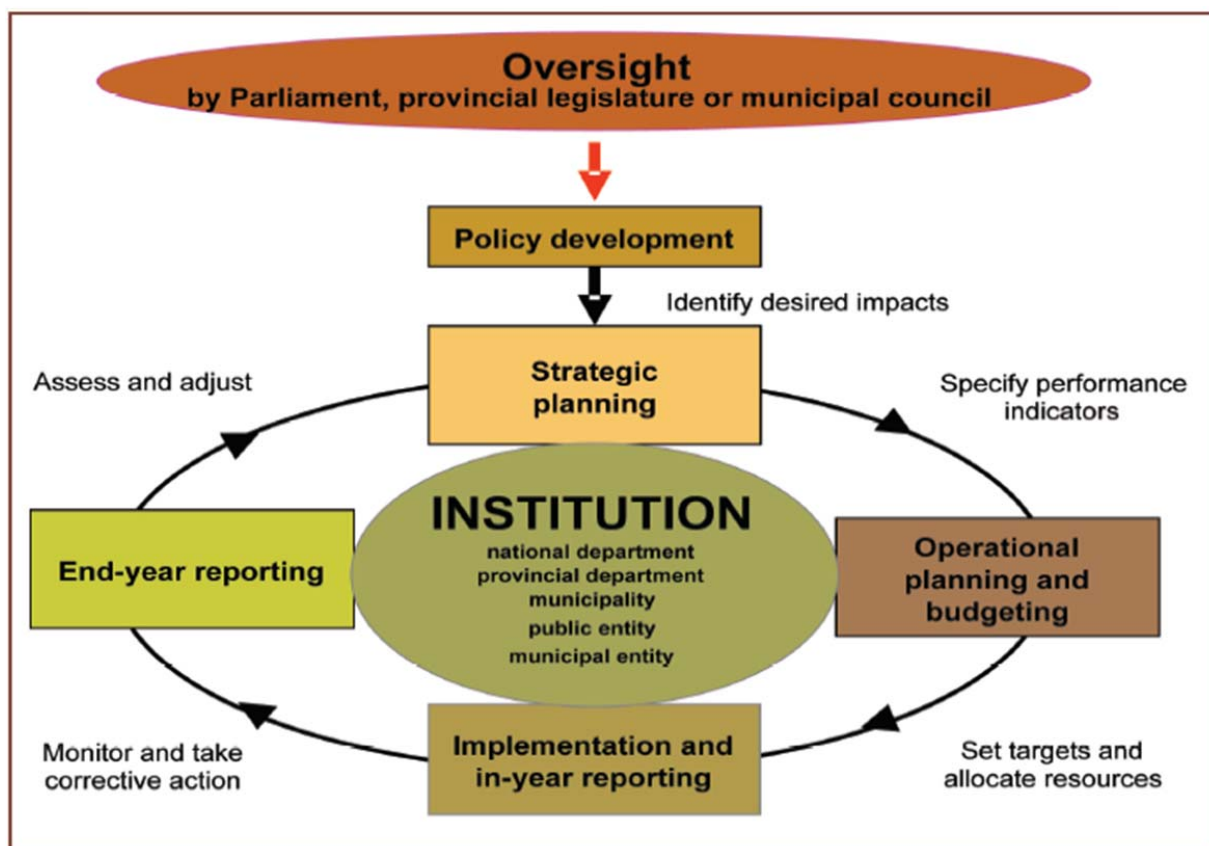 Oversight
by Parliament, provincial legislature or municipal council
Policy development
Identify desired impacts
Strategic
planning
Assess and adjust
Specify performance
indicators
INSTITUTION
national department
provincial department
municipality
public entity
municipal entity
End-year reporting
Operational
planning and
budgeting
Implementation and
in-year reporting
Monitor and take
corrective action
Set targets and
allocate resources